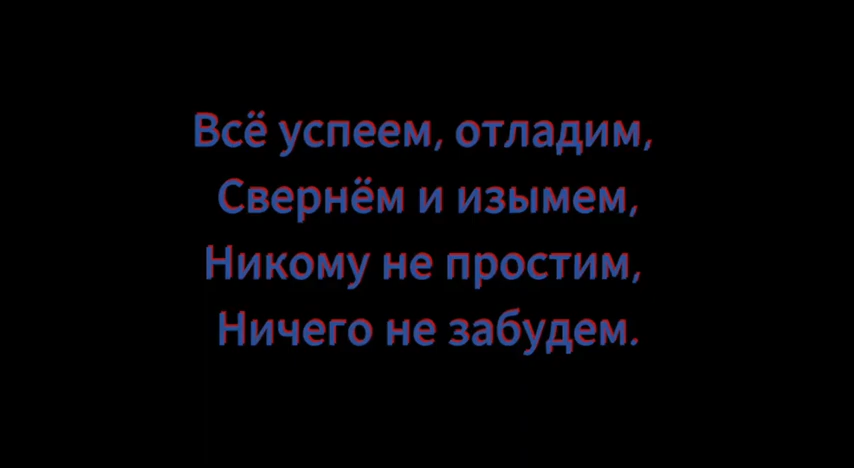 Всё успеем, отладим,
Свернём и изымем,
Никому не простим,
Ничего не забудем.